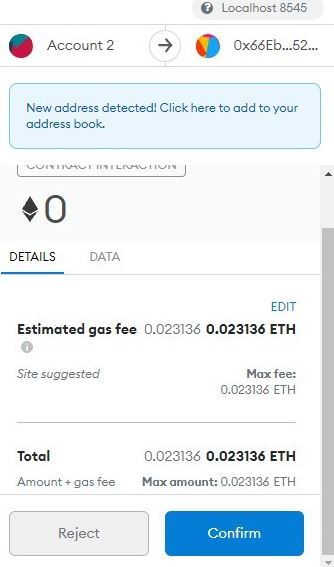 Localhost 8545
Account 2
0x66Eb...52...
New address detected! Click here to add to your
address book.
CONTRACT INTERACTION
0
DETAILS
DATA
EDIT
Estimated gas fee 0.023136 0.023136 ETH
Site suggested
Max fee:
0.023136 ETH
Total 0.023136 0.023136 ETH
Amount + gas fee Max amount: 0.023136 ETH
Reject
Confirm